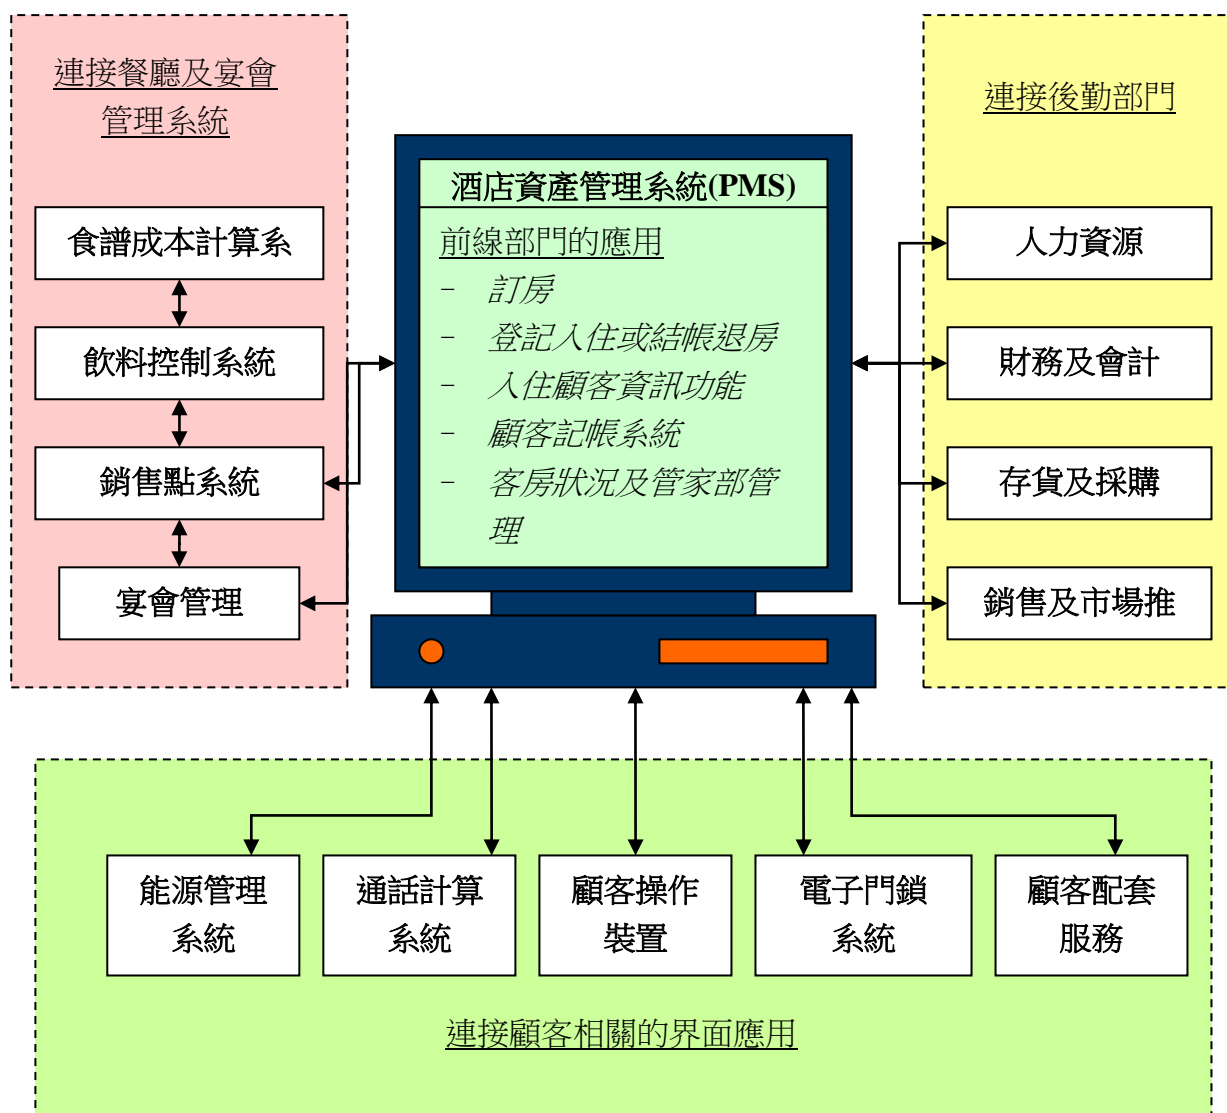 連接餐廳及宴會
管理系統
食譜成本計算系
飲料控制系統
銷售點系統
宴會管理
酒店資產管理系統(PMS)
前線部門的應用
- 訂房
- 登記入住或結帳退房
- 入住顧客資訊功能
- 顧客記帳系統
- 客房狀况及管家部管
理
連接後勤部門
人力資源
財務及會計
存貨及採購
銷售及市場推
能源管理
系統
通話計算
系統
顧客操作
裝置
電子門鎖
系統
顧客配套
服務
連接顧客相關的界面應用